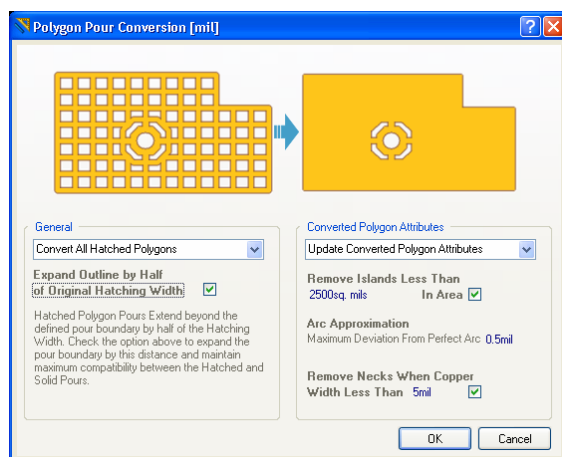 Polygon Pour Conversion [mil]
General
Convert All Hatched Polygons
Expand Outline by Half
of Original Hatching Width
Hatched Polygon Pours Extend beyond the
defined pour boundary by half of the Hatching
Width. Check the option above to expand the
pour boundary by this distance and maintain
maximum compatibility between the Hatched and
Solid Pours.
Converted Polygon Attributes
Update Converted Polygon Attributes
Remove Islands Less Than
2500sq. mils In Area
Arc Approximation
Maximum Deviation From Perfect Arc 0.5mil
Remove Necks When Copper
Width Less Than 5mil
OK Cancel